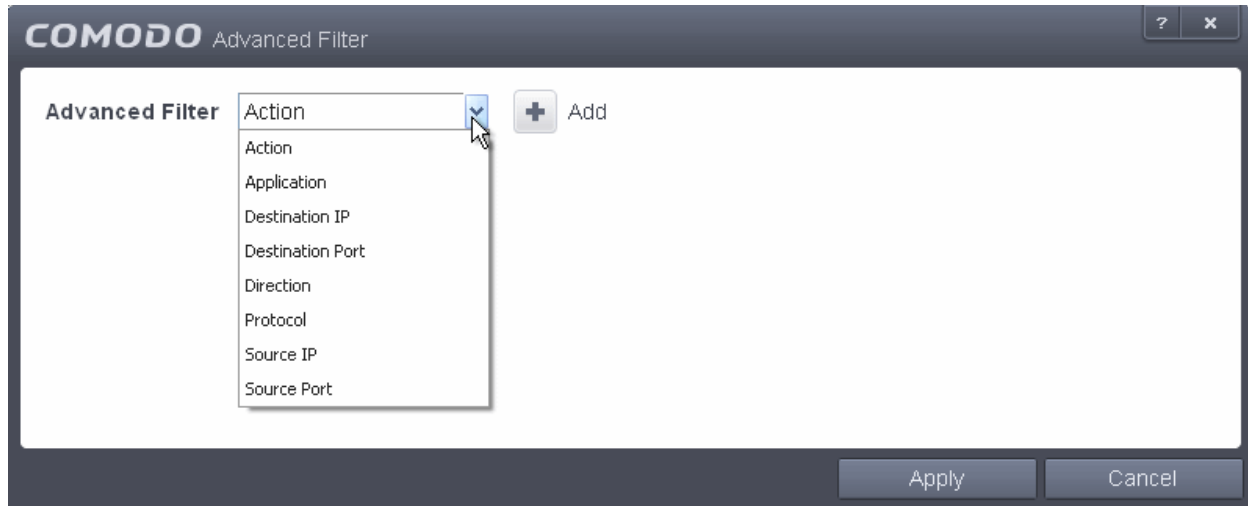 COMODO Advanced Filter ? x
Advanced Filter Action + Add
Action
Application
Destination IP
Destination Port
Direction
Protocol
Source IP
Source Port
Apply Cancel